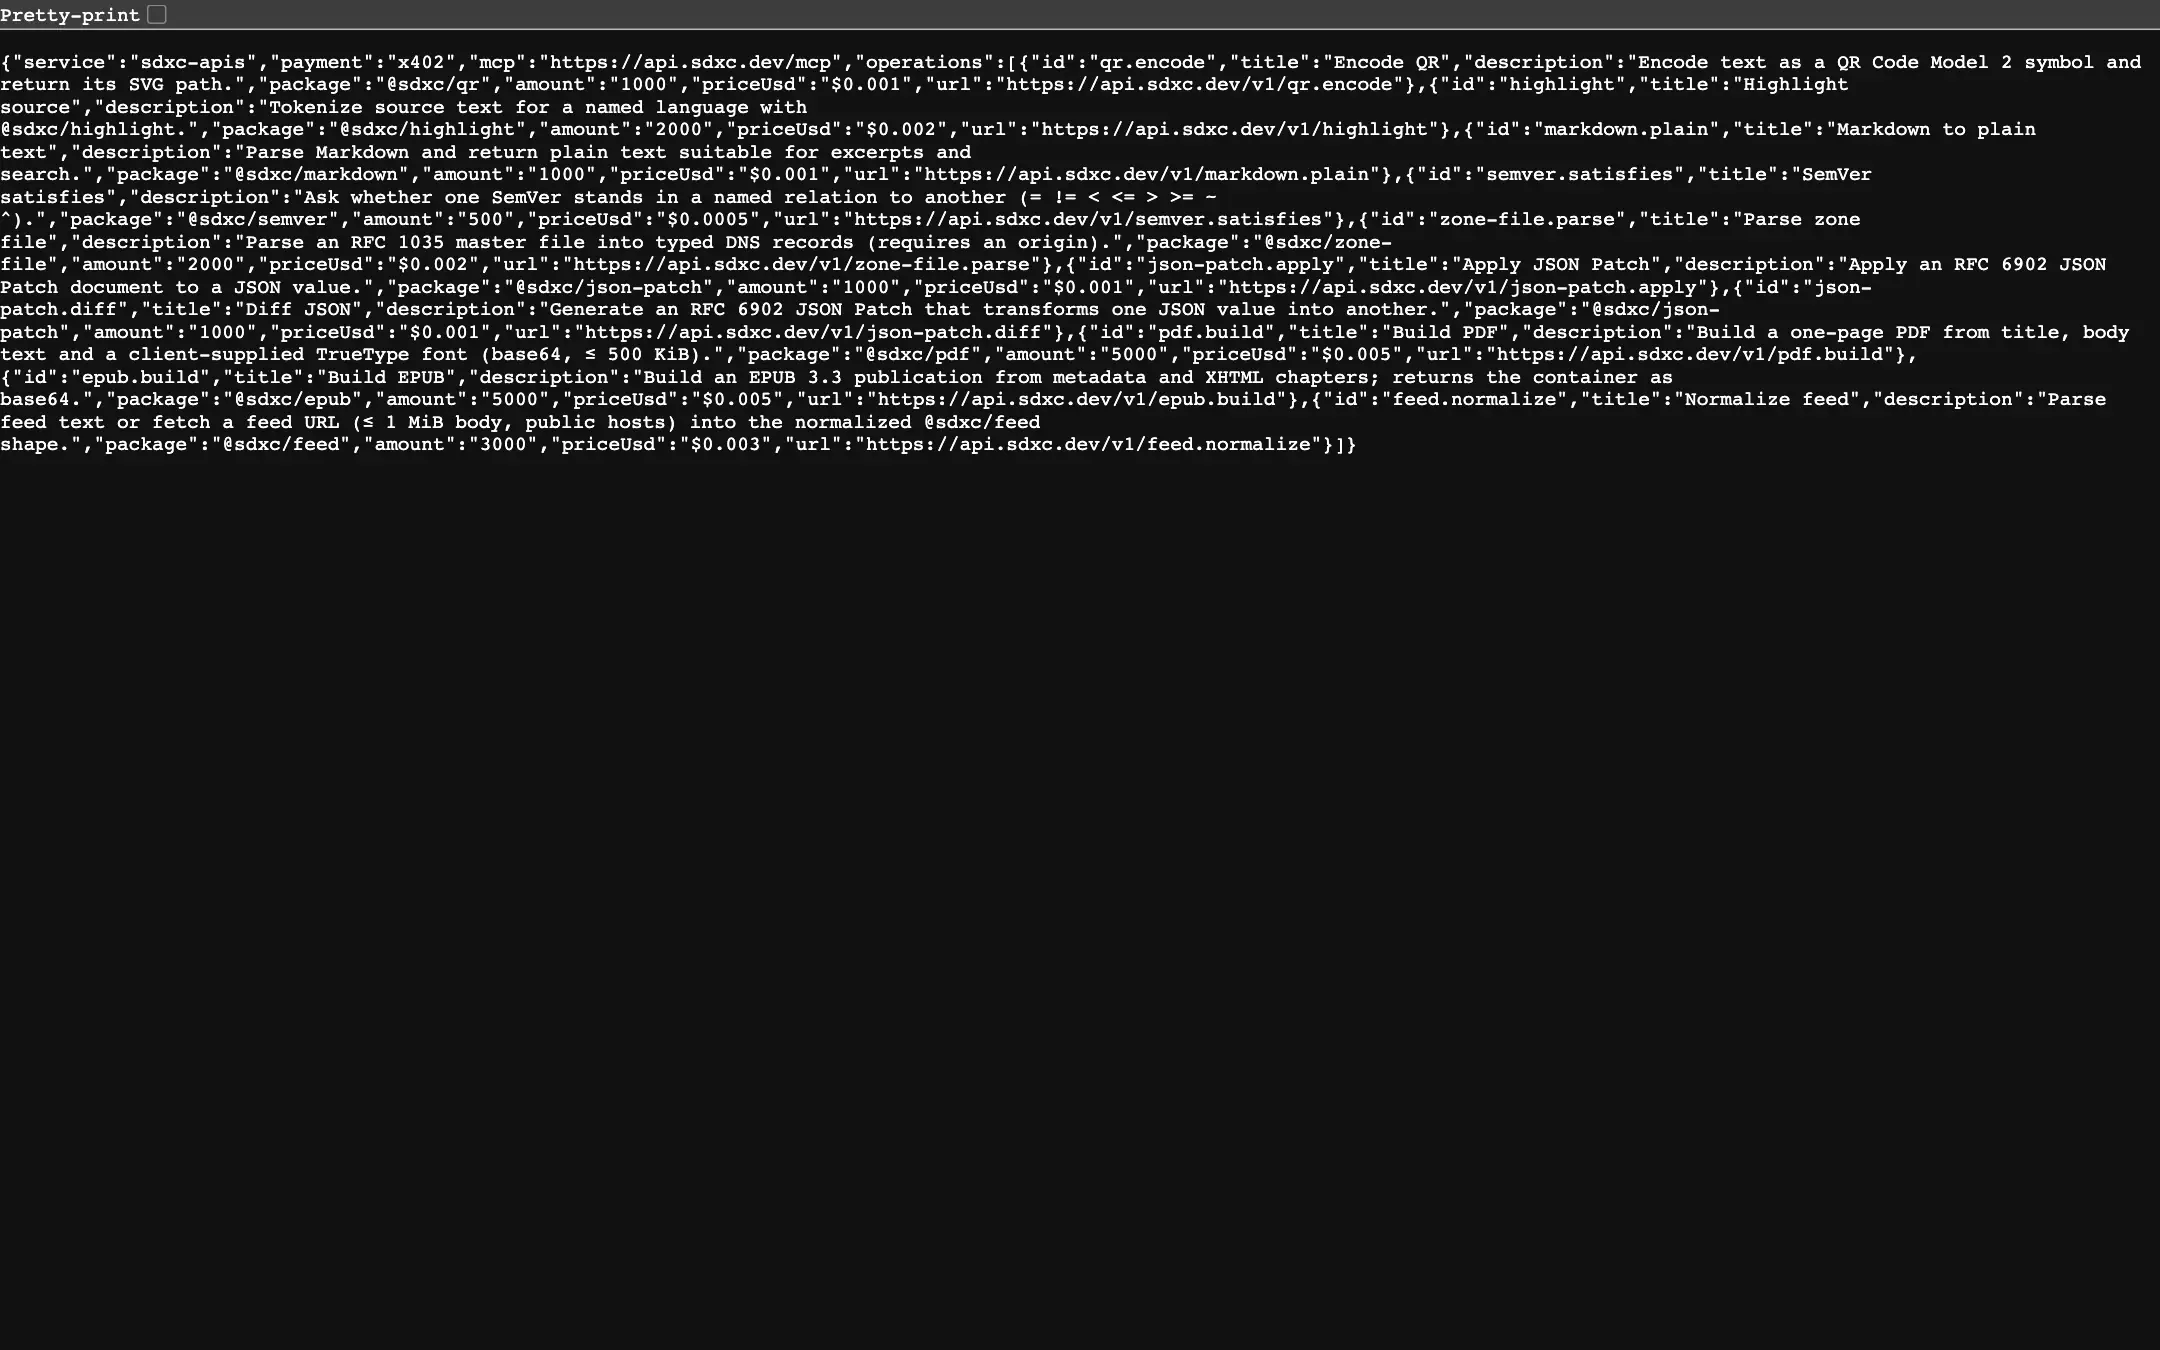 Pretty-print
{"service":"sdxc-apis","payment":"x402","mcp":"https://api.sdxc.dev/mcp","operations":[{"id":"qr.encode","title":"Encode QR","description":"Encode text as a QR Code Model 2 symbol and
return its SVG path.","package":"@sdxc/qr","amount":"1000","priceUsd":"$0.001","url":"https://api.sdxc.dev/v1/qr.encode"},{"id":"highlight","title":"Highlight
source","description":"Tokenize source text for a named language with
@sdxc/highlight.","package":"@sdxc/highlight","amount":"2000","priceUsd":"$0.002","url":"https://api.sdxc.dev/v1/highlight"},{"id":"markdown.plain","title":"Markdown to plain
text","description":"Parse Markdown and return plain text suitable for excerpts and
search.","package":"@sdxc/markdown","amount":"1000","priceUsd":"$0.001","url":"https://api.sdxc.dev/v1/markdown.plain"},{"id":"semver.satisfies","title":"SemVer
satisfies","description":"Ask whether one SemVer stands in a named relation to another (= != < <= > >= ~
^).","package":"@sdxc/semver","amount":"500","priceUsd":"$0.0005","url":"https://api.sdxc.dev/v1/semver.satisfies"},{"id":"zone-file.parse","title":"Parse zone
file","description":"Parse an RFC 1035 master file into typed DNS records (requires an origin).","package":"@sdxc/zone-
file","amount":"2000","priceUsd":"$0.002","url":"https://api.sdxc.dev/v1/zone-file.parse"},{"id":"json-patch.apply","title":"Apply JSON Patch","description":"Apply an RFC 6902 JSON
Patch document to a JSON value.","package":"@sdxc/json-patch","amount":"1000","priceUsd":"$0.001","url":"https://api.sdxc.dev/v1/json-patch.apply"},{"id":"json-
patch.diff","title":"Diff JSON","description":"Generate an RFC 6902 JSON Patch that transforms one JSON value into another.","package":"@sdxc/json-
patch","amount":"1000","priceUsd":"$0.001","url":"https://api.sdxc.dev/v1/json-patch.diff"},{"id":"pdf.build","title":"Build PDF","description":"Build a one-page PDF from title, body
text and a client-supplied TrueType font (base64, ≤ 500 KiB).","package":"@sdxc/pdf","amount":"5000","priceUsd":"$0.005","url":"https://api.sdxc.dev/v1/pdf.build"},
{"id":"epub.build","title":"Build EPUB","description":"Build an EPUB 3.3 publication from metadata and XHTML chapters; returns the container as
base64.","package":"@sdxc/epub","amount":"5000","priceUsd":"$0.005","url":"https://api.sdxc.dev/v1/epub.build"},{"id":"feed.normalize","title":"Normalize feed","description":"Parse
feed text or fetch a feed URL (≤ 1 MiB body, public hosts) into the normalized @sdxc/feed
shape.","package":"@sdxc/feed","amount":"3000","priceUsd":"$0.003","url":"https://api.sdxc.dev/v1/feed.normalize"}]}